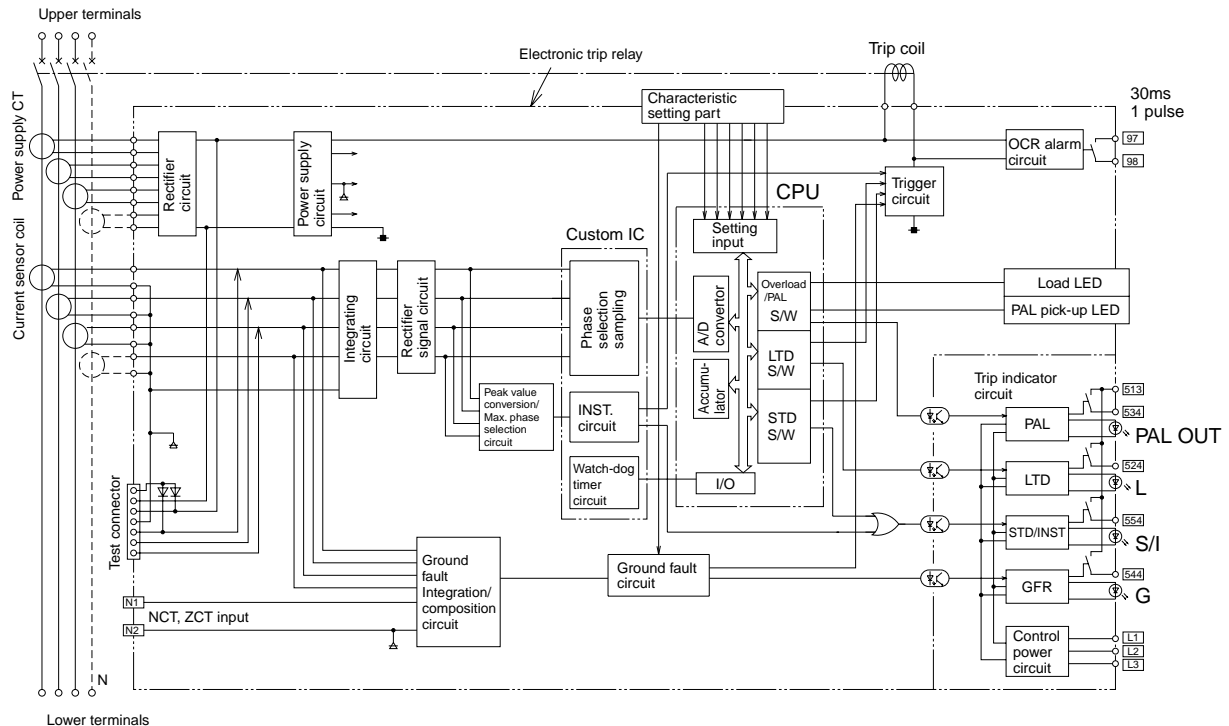 Upper terminals
Electronic trip relay
Trip coil
30ms
1 pulse
Characteristic
setting part
Power supply CT
Rectifier
circuit
Power supply
circuit
OCR alarm
circuit
97
98
Trigger
circuit
CPU
Setting
input
Custom IC
Current sensor coil
Integrating
circuit
Rectifier
signal circuit
Phase
selection
sampling
A/D
convertor
Overload
/PAL
S/W
Load LED
PAL pick-up LED
LTD
S/W
Accumu-
lator
STD
S/W
Peak value
conversion/
Max. phase
selection
circuit
INST.
circuit
Watch-dog
timer
circuit
I/O
Trip indicator
circuit
513
534
PAL
PAL OUT
524
LTD
L
554
STD/INST
S/I
544
GFR
G
Test connector
Ground
fault
Integration/
composition
circuit
Ground fault
circuit
N1
NCT, ZCT input
N2
Control
power
circuit
L1
L2
L3
N
Lower terminals